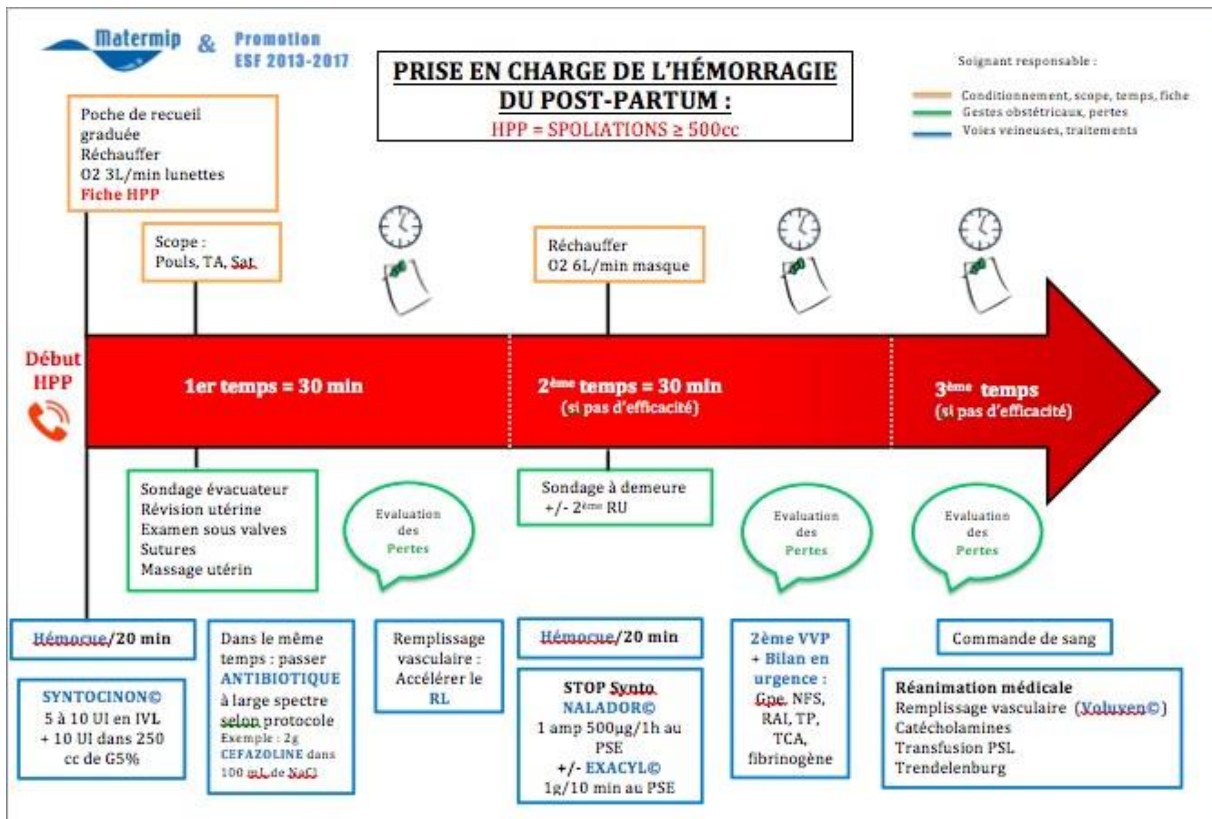 Matermip & Promotion
ESF 2013-2017
PRISE EN CHARGE DE L'HÉMORRAGIE
DU POST-PARTUM :
HPP = SPOLIATIONS ≥ 500cc
Soignant responsable :
Conditionnement, scope, temps, fiche
Gestes obstétricaux, pertes
Voies veineuses, traitements
Poche de recueil
graduée
Réchauffer
O2 3L/min lunettes
Fiche HPP
Scope :
Pouls, TA, Sat
Réchauffer
O2 6L/min masque
Début
HPP
1er temps = 30 min
2ème temps = 30 min
(si pas d'efficacité)
3ème temps
(si pas d'efficacité)
Sondage évacuateur
Révision utérine
Examen sous valves
Sutures
Massage utérin
Evaluation
des
Pertes
Sondage à demeure
+/- 2ème RU
Evaluation
des
Pertes
Evaluation
des
Pertes
Hémocue/20 min
SYNTOCINON©
5 à 10 UI en IVL
+ 10 UI dans 250
cc de G5%
Dans le même
temps : passer
ANTIBIOTIQUE
à large spectre
selon protocole
Exemple : 2g
CEFAZOLINE dans
100 mL de NaCl
Remplissage
vasculaire :
Accélérer le
RL
Hémocue/20 min
STOP Synto
NALADOR©
1 amp 500µg/1h au
PSE
+/- EXACYL©
1g/10 min au PSE
2ème VVP
+ Bilan en
urgence :
Gpe, NFS,
RAI, TP,
TCA,
fibrinogène
Commande de sang
Réanimation médicale
Remplissage vasculaire (Voluven©)
Catécholamines
Transfusion PSL
Trendelenburg